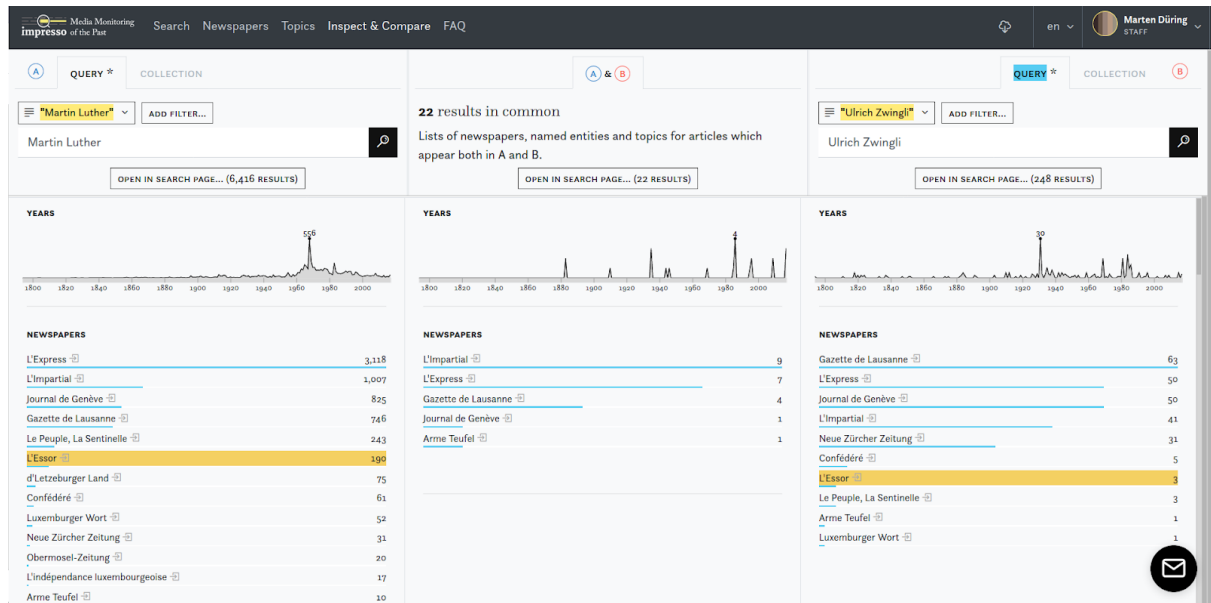 impresso Media Monitoring of the Past
Search Newspapers Topics Inspect & Compare FAQ
en
Marten Düring
STAFF
A QUERY * COLLECTION
"Martin Luther" ADD FILTER...
Martin Luther
OPEN IN SEARCH PAGE... (6,416 RESULTS)
A & B
22 results in common
Lists of newspapers, named entities and topics for articles which
appear both in A and B.
OPEN IN SEARCH PAGE... (22 RESULTS)
QUERY * COLLECTION B
"Ulrich Zwingli" ADD FILTER...
Ulrich Zwingli
OPEN IN SEARCH PAGE... (248 RESULTS)
YEARS
556
1800 1820 1840 1860 1880 1900 1920 1940 1960 1980 2000
NEWSPAPERS
L'Express 3,118
L'Impartial 1,007
Journal de Genève 825
Gazette de Lausanne 746
Le Peuple, La Sentinelle 243
L'Essor 190
d'Letzeburger Land 75
Confédéré 61
Luxemburger Wort 52
Neue Zürcher Zeitung 31
Obermosel-Zeitung 20
L'indépendance luxembourgeoise 17
Arme Teufel 10
YEARS
4
1800 1820 1840 1860 1880 1900 1920 1940 1960 1980 2000
NEWSPAPERS
L'Impartial 9
L'Express 7
Gazette de Lausanne 4
Journal de Genève 1
Arme Teufel 1
YEARS
30
1800 1820 1840 1860 1880 1900 1920 1940 1960 1980 2000
NEWSPAPERS
Gazette de Lausanne 63
L'Express 50
Journal de Genève 50
L'Impartial 41
Neue Zürcher Zeitung 31
Confédéré 5
L'Essor 3
Le Peuple, La Sentinelle 3
Arme Teufel 1
Luxemburger Wort 1